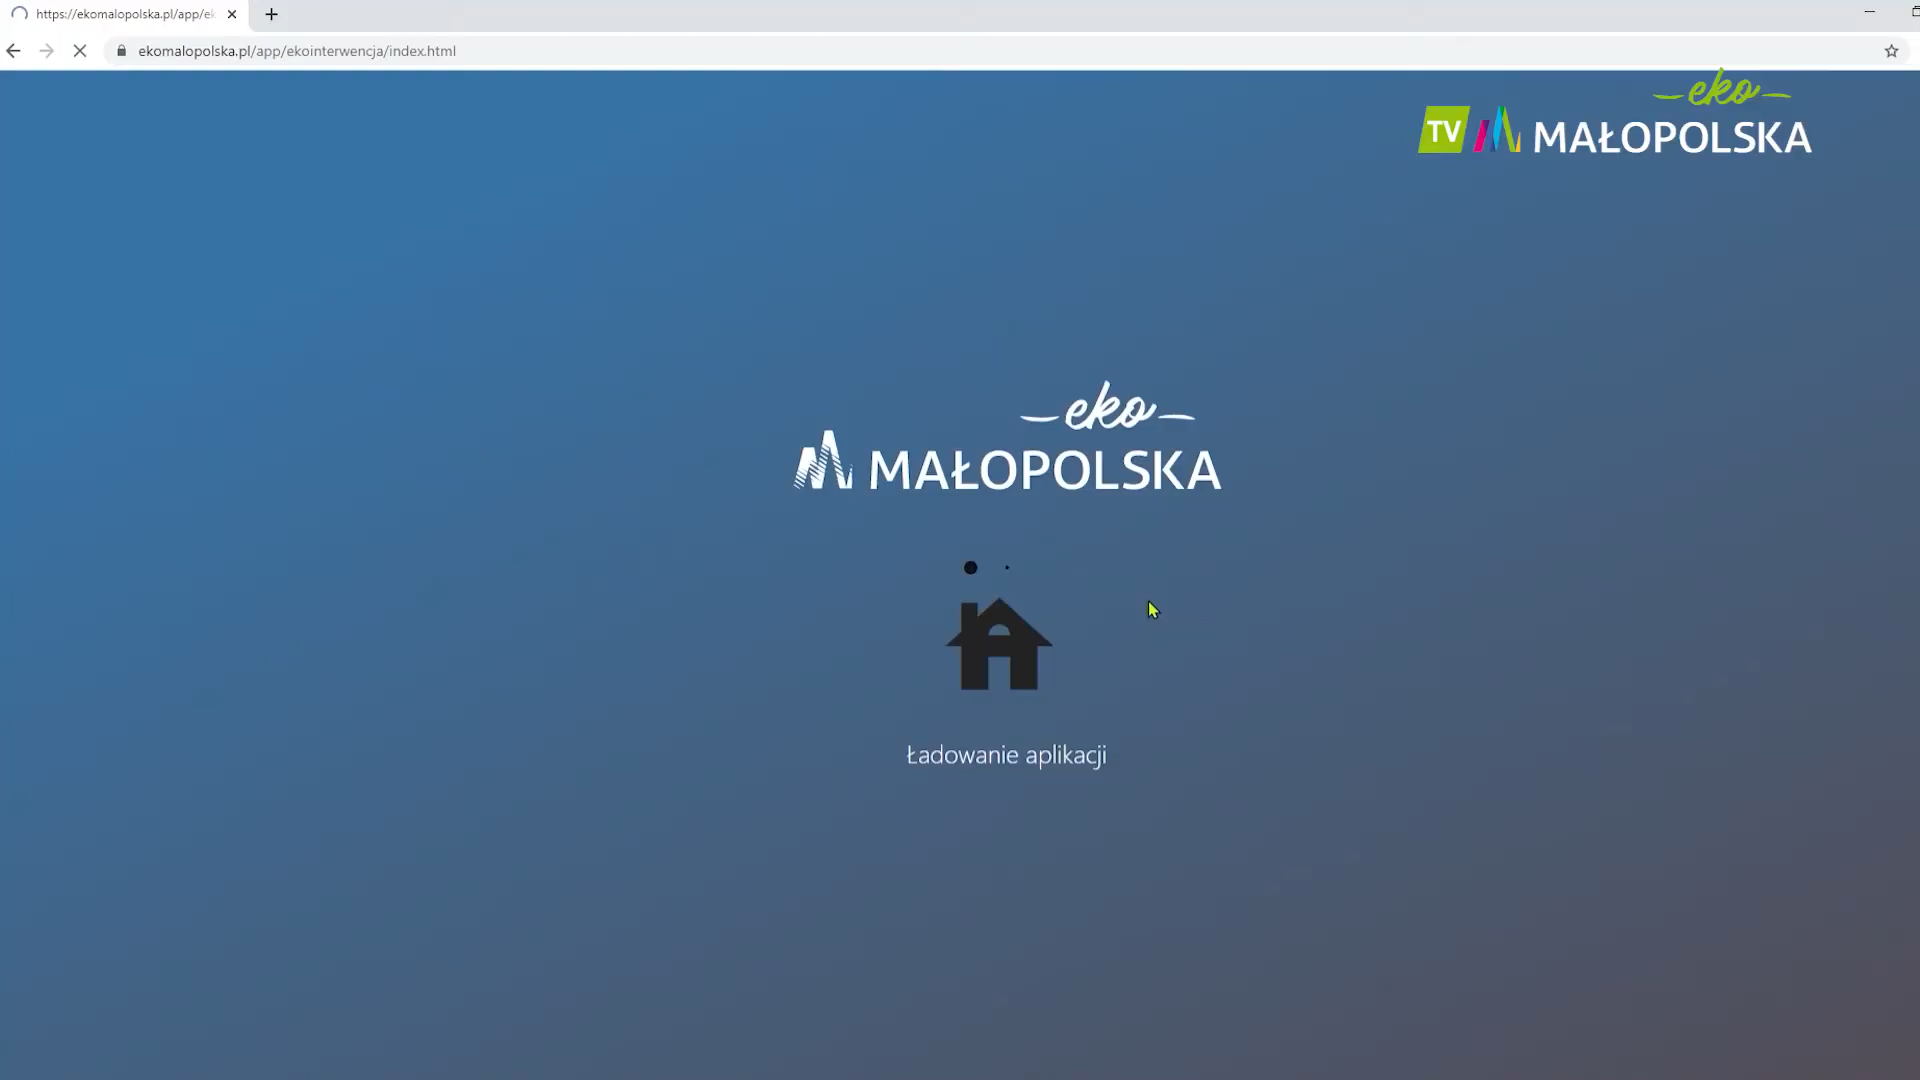 https://ekomalopolska.pl/app/ek
ekomalopolska.pl/app/ekointerwencja/index.html
eko
TV MAŁOPOLSKA
eko
MAŁOPOLSKA
Ładowanie aplikacji